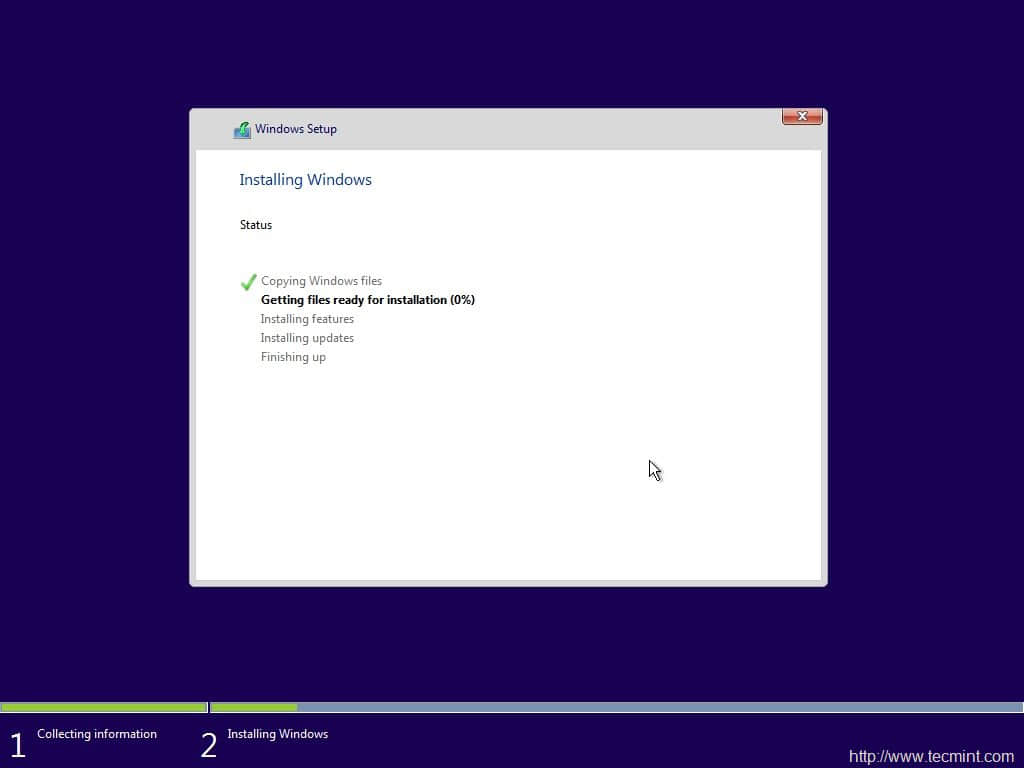 Windows Setup
Installing Windows
Status
Copying Windows files
Getting files ready for installation (0%)
Installing features
Installing updates
Finishing up
1 Collecting information
2 Installing Windows
http://www.tecmint.com